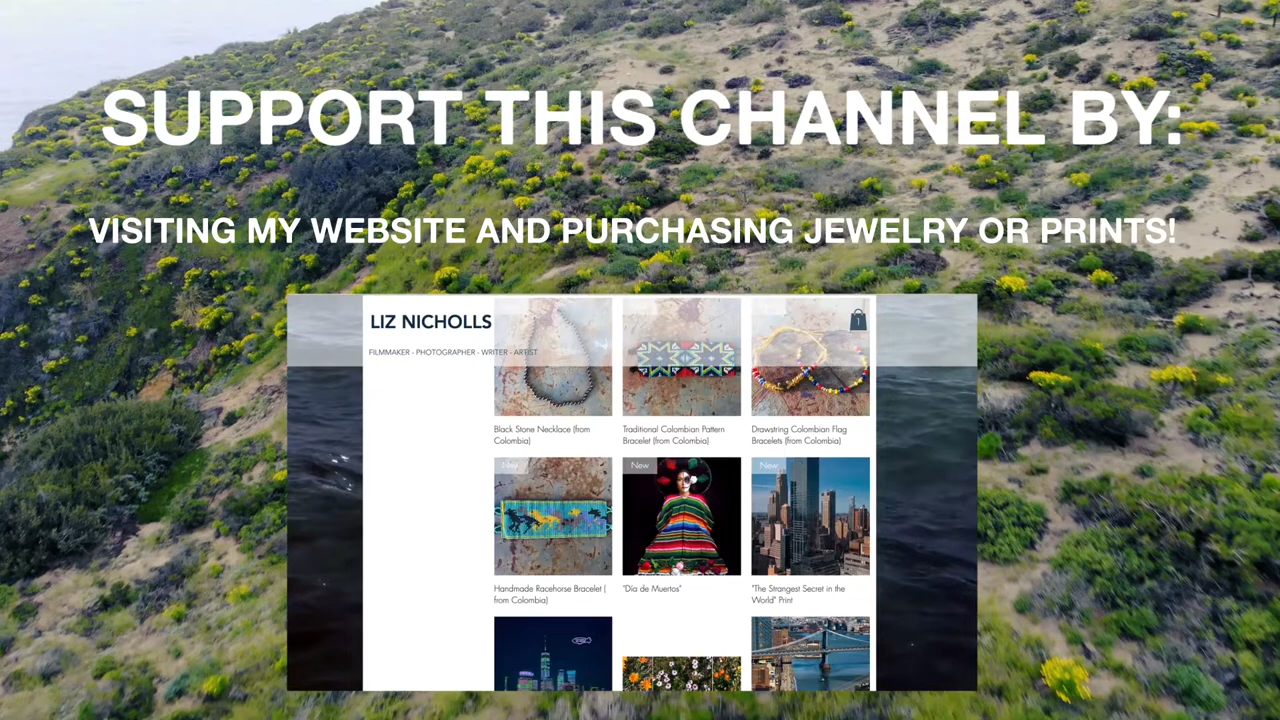 SUPPORT THIS CHANNEL BY:
VISITING MY WEBSITE AND PURCHASING JEWELRY OR PRINTS!
LIZ NICHOLLS
1
FILMMAKER - PHOTOGRAPHER - WRITER - ARTIST
Black Stone Necklace (from
Colombia)
Traditional Colombian Pattern
Bracelet (from Colombia)
Drawstring Colombian Flag
Bracelets (from Colombia)
New
New
New
Handmade Racehorse Bracelet (
from Colombia)
"Día de Muertos"
"The Strangest Secret in the
World" Print